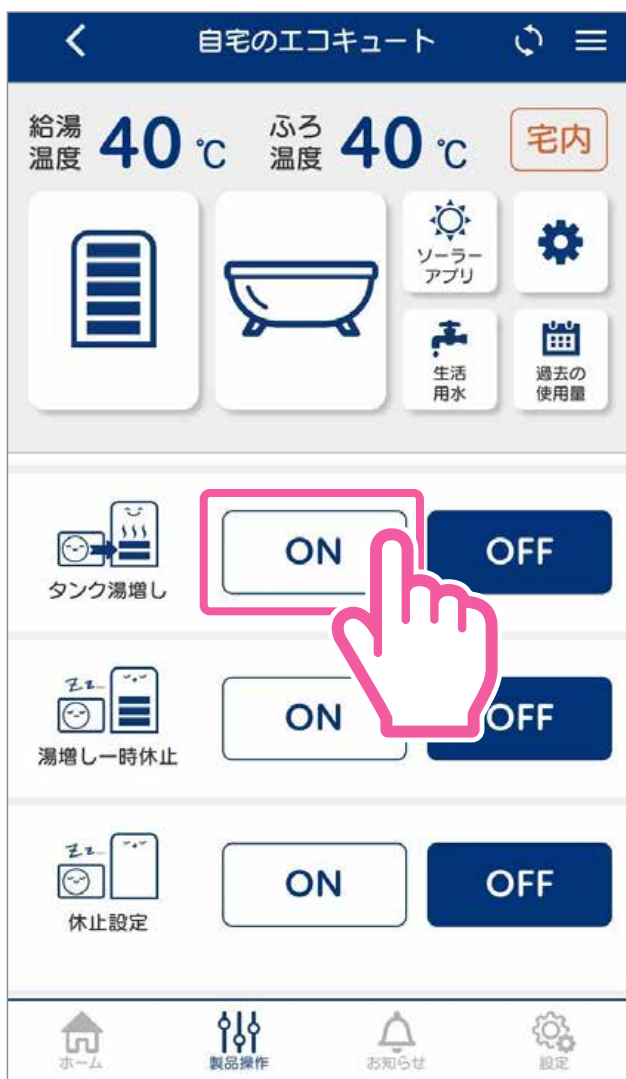 自宅のエコキュート
給湯
温度 40 ℃
ふろ
温度 40 ℃
宅内
ソーラー
アプリ
生活
用水
過去の
使用量
タンク湯増し
ON
OFF
Zz
湯増し一時休止
ON
OFF
Zz
休止設定
ON
OFF
ホーム
製品操作
お知らせ
設定